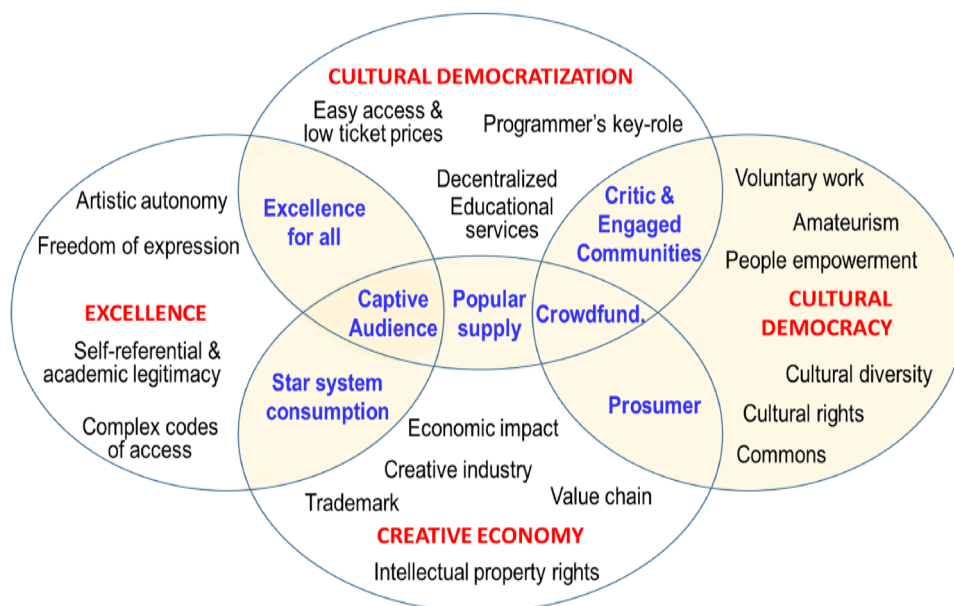 CULTURAL DEMOCRATIZATION
Easy access &
low ticket prices
Programmer's key-role
Decentralized
Educational
services
Artistic autonomy
Freedom of expression
EXCELLENCE
Self-referential &
academic legitimacy
Complex codes
of access
Excellence
for all
Critic &
Engaged
Communities
Captive
Audience
Popular
supply
Crowdfund.
Star system
consumption
Prosumer
Voluntary work
Amateurism
People empowerment
CULTURAL
DEMOCRACY
Cultural diversity
Cultural rights
Commons
Economic impact
Creative industry
Trademark
Value chain
CREATIVE ECONOMY
Intellectual property rights